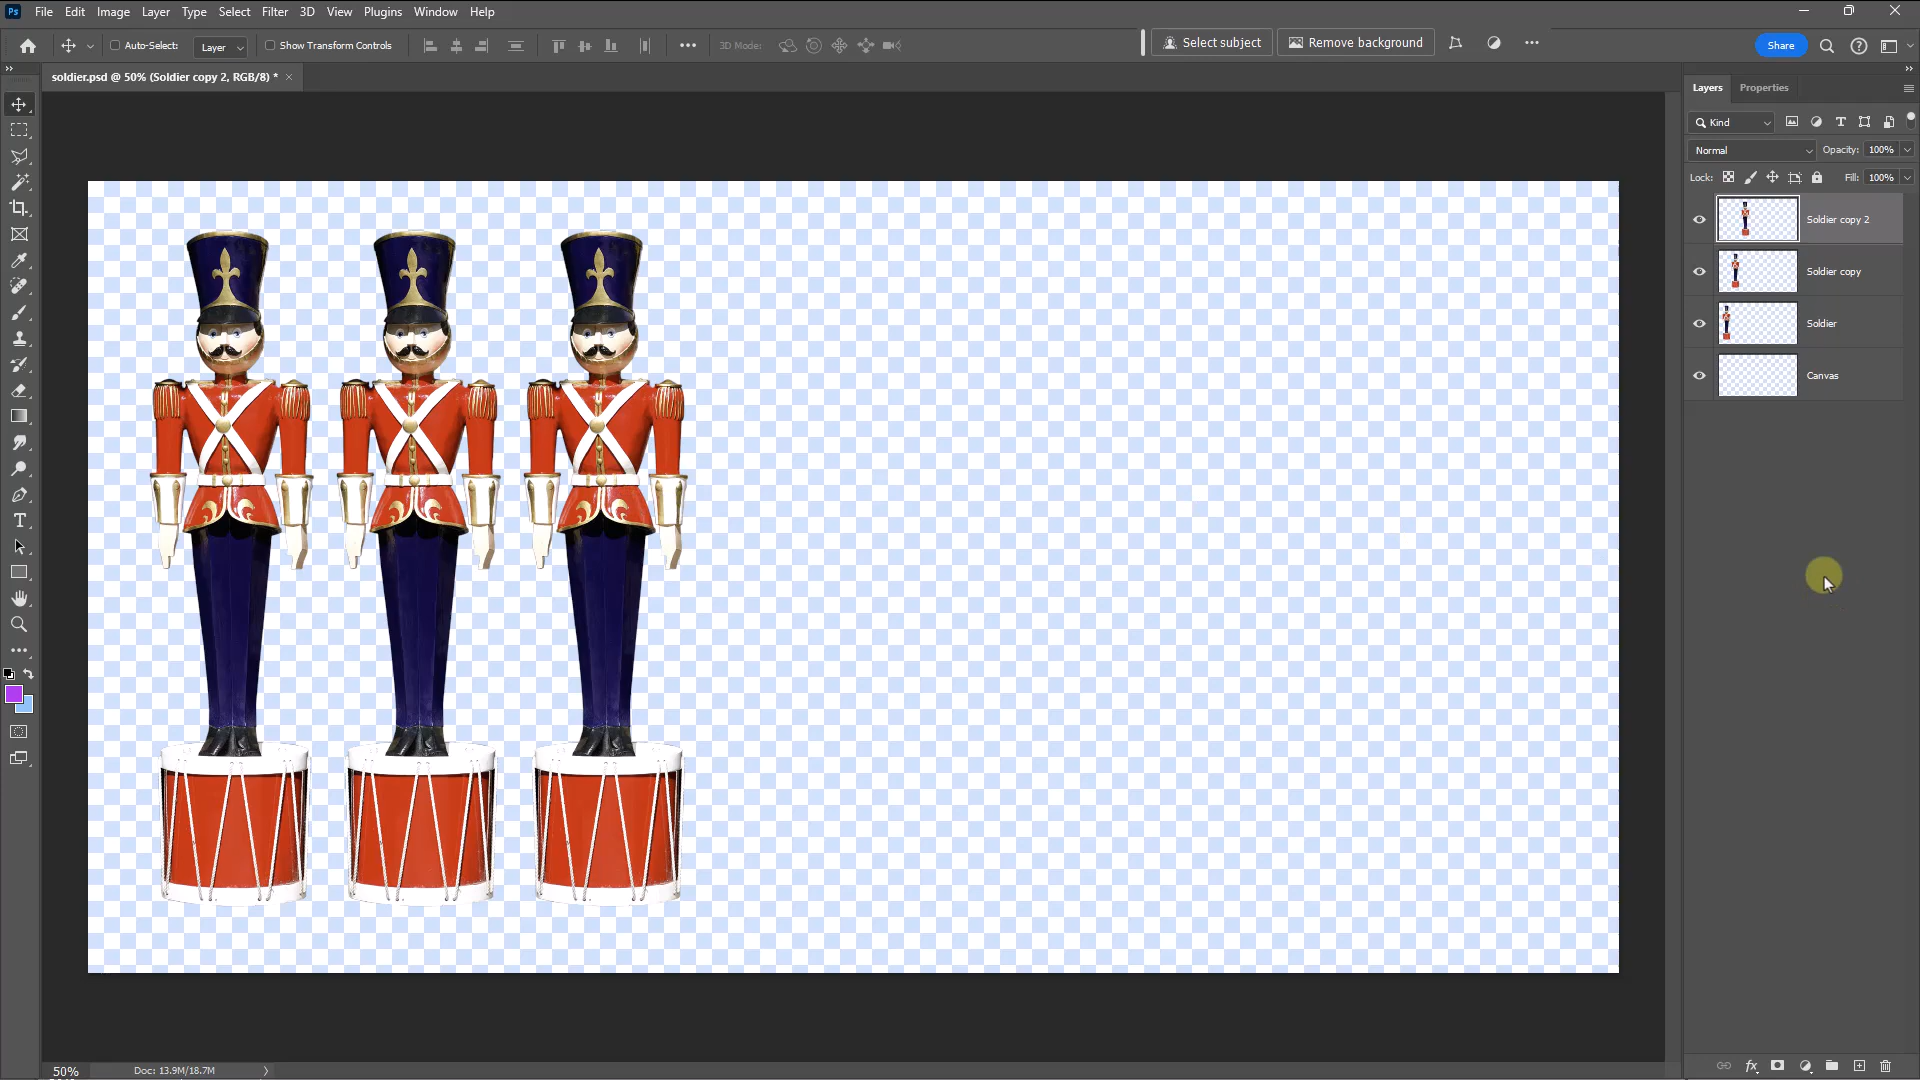 Ps File Edit Image Layer Type Select Filter 3D View Plugins Window Help
Auto-Select: Layer Show Transform Controls 3D Mode: Select subject Remove background Share
soldier.psd @ 50% (Soldier copy 2, RGB/8) *
Layers Properties
Kind
Normal Opacity: 100%
Lock: Fill: 100%
Soldier copy 2
Soldier copy
Soldier
Canvas
50% Doc: 13.9M/18.7M